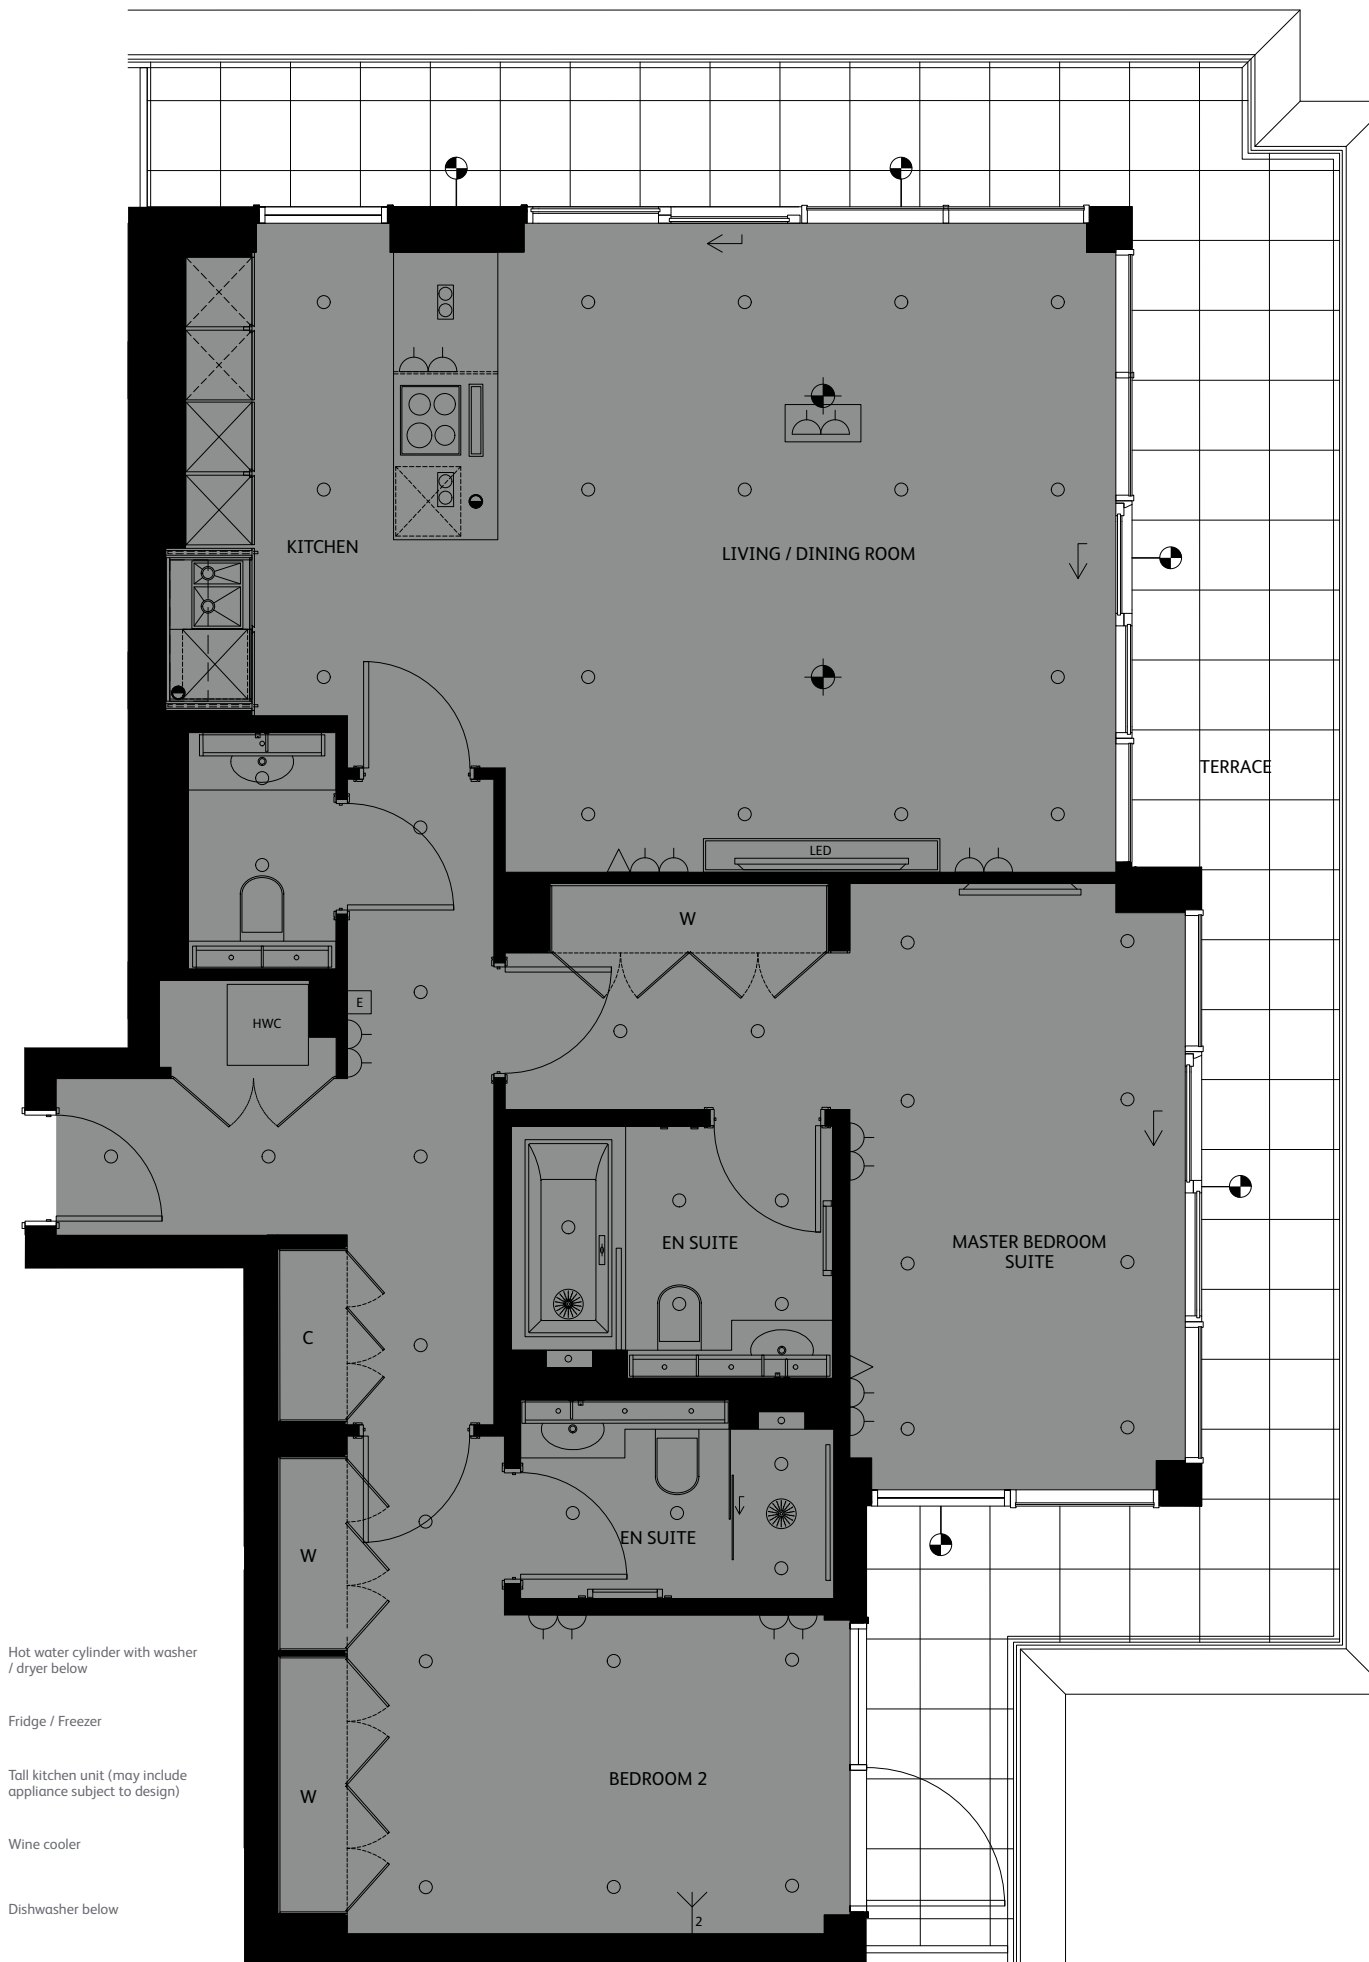 KITCHEN
LIVING / DINING ROOM
TERRACE
LED
W
E
HWC
EN SUITE
MASTER BEDROOM
SUITE
C
EN SUITE
W
Hot water cylinder with washer
/ dryer below
Fridge / Freezer
Tall kitchen unit (may include
appliance subject to design)
BEDROOM 2
W
Wine cooler
Dishwasher below
2